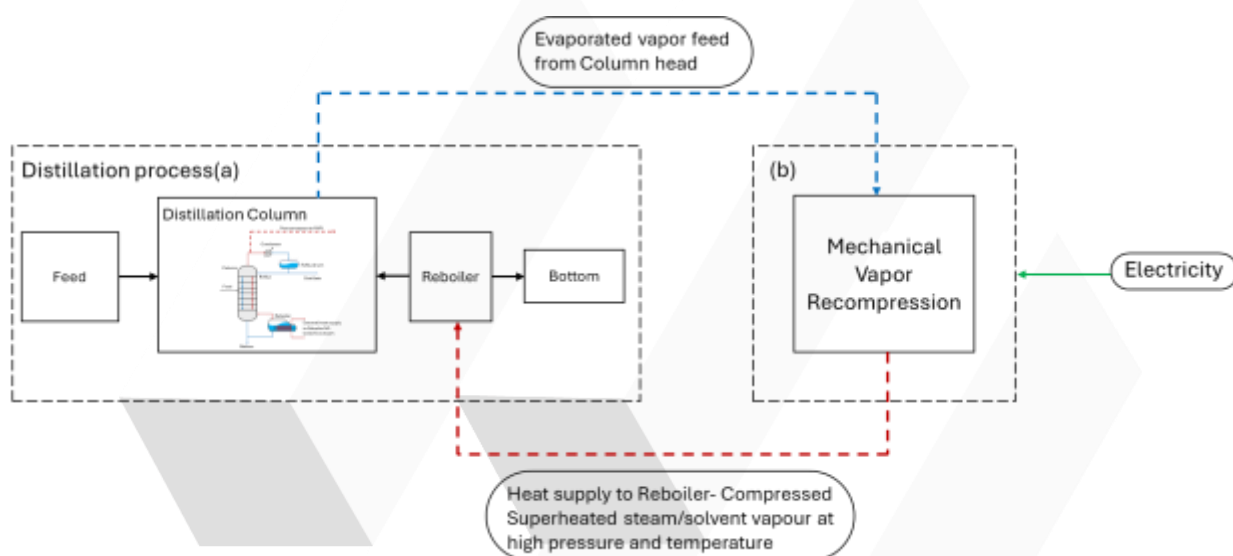 Evaporated vapor feed
from Column head
Distillation process(a)
(b)
Distillation Column
Feed
Reboiler
Bottom
Mechanical
Vapor
Recompression
Electricity
Heat supply to Reboiler- Compressed
Superheated steam/solvent vapour at
high pressure and temperature